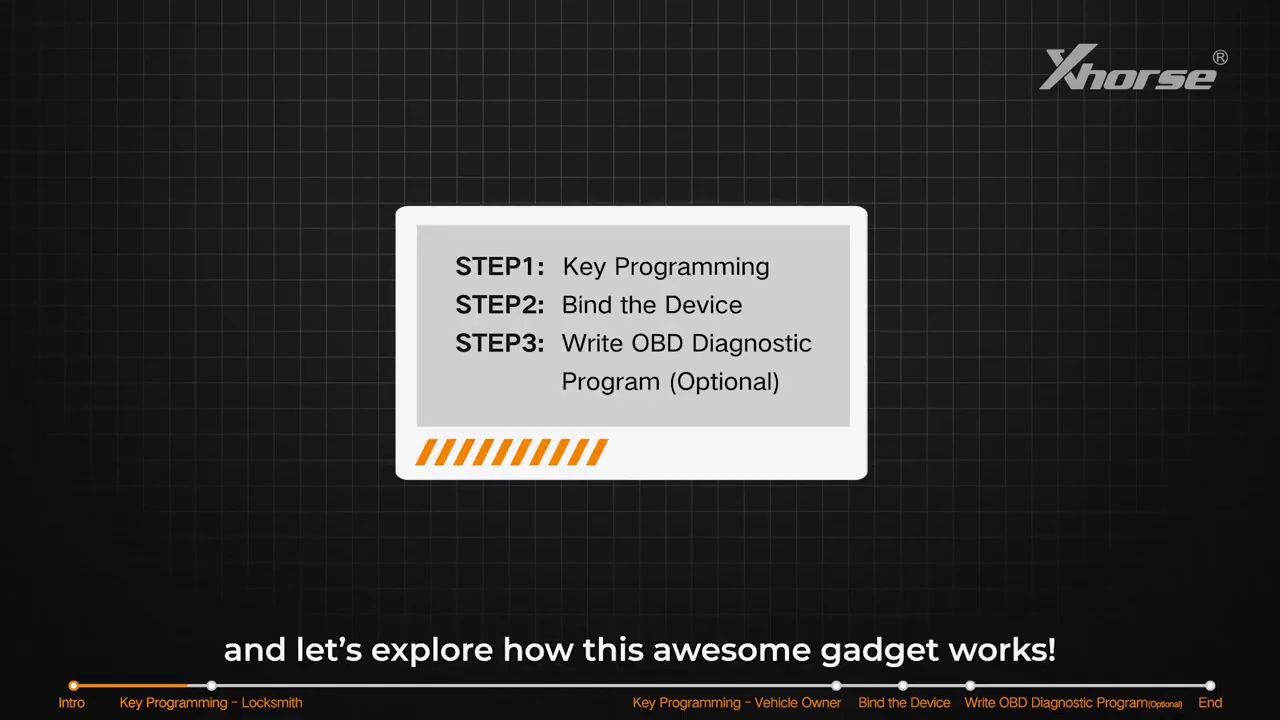 Xhorse®
STEP1: Key Programming
STEP2: Bind the Device
STEP3: Write OBD Diagnostic
Program (Optional)
and let's explore how this awesome gadget works!
Intro
Key Programming - Locksmith
Key Programming - Vehicle Owner
Bind the Device
Write OBD Diagnostic Program(Optional)
End